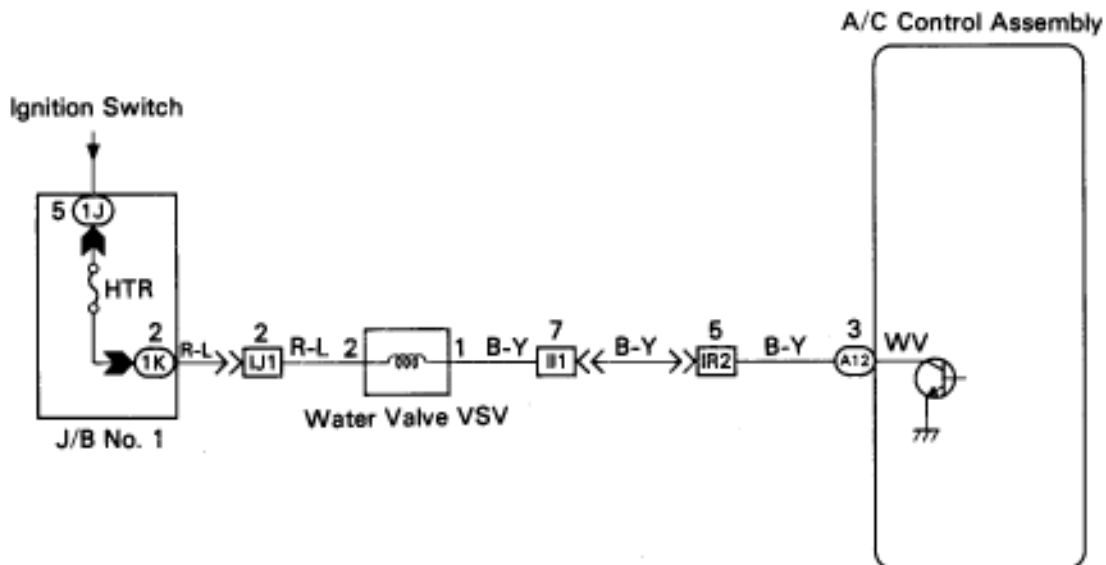 A/C Control Assembly
Ignition Switch
5 1J
HTR
2
1K
R-L
2
IJ1
R-L
2
1
B-Y
7
II1
B-Y
5
IR2
B-Y
3
A12
WV
Water Valve VSV
J/B No. 1